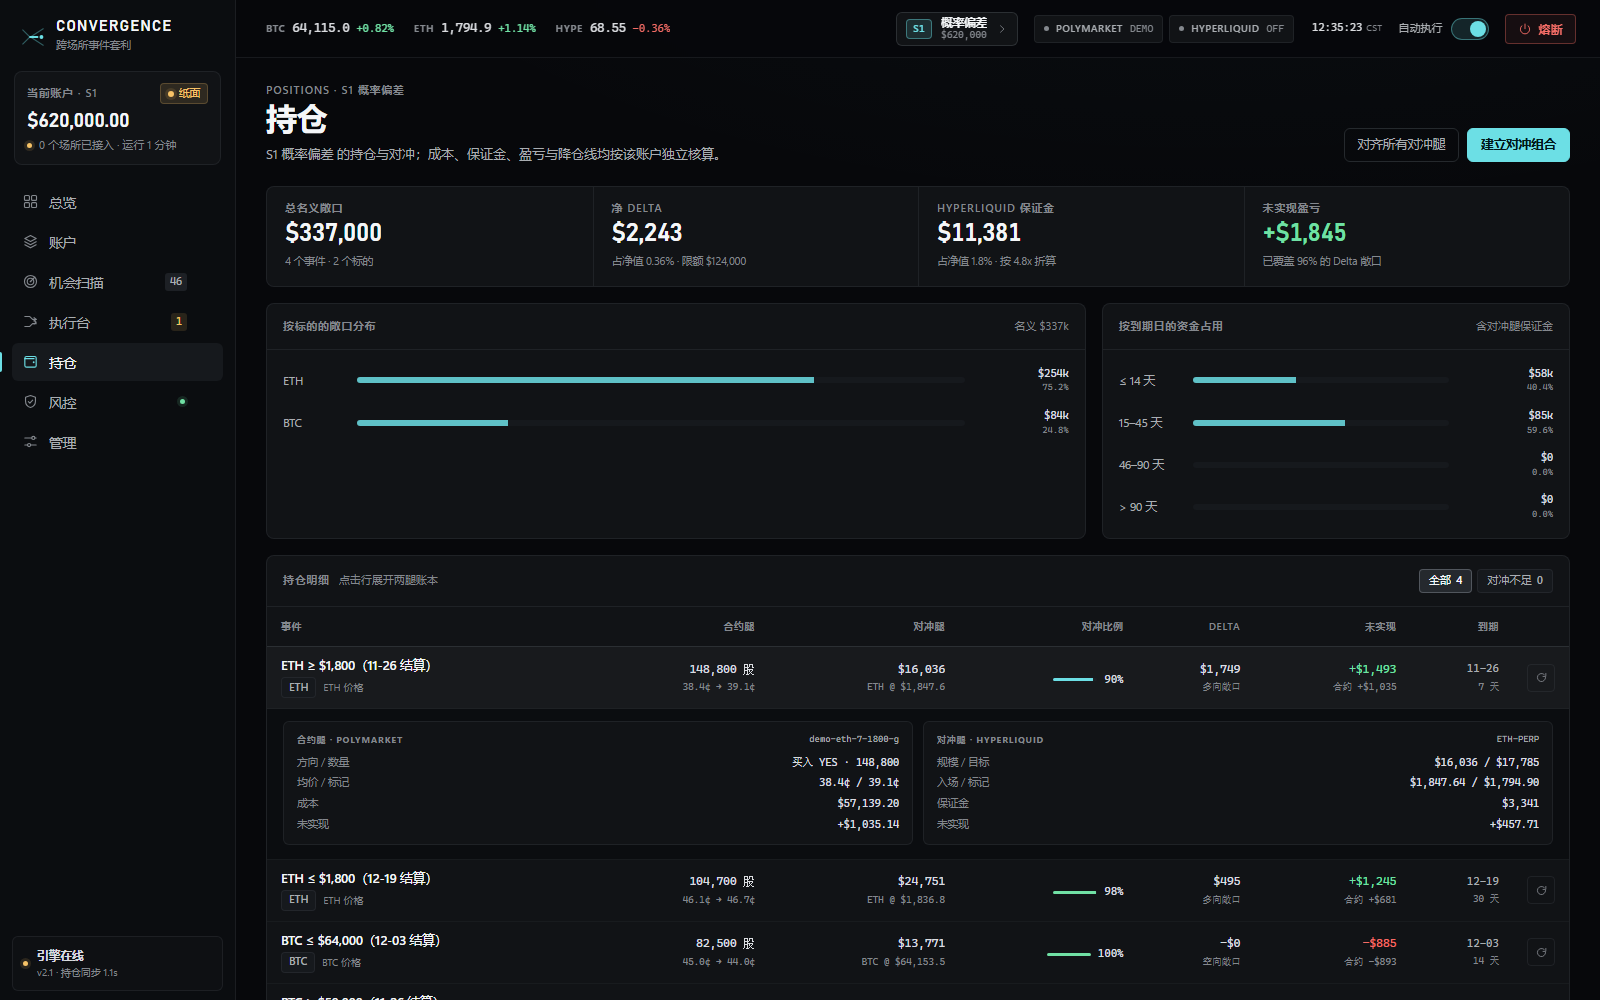 CONVERGENCE
跨场所事件套利
当前账户 · S1
纸面
$620,000.00
0 个场所已接入 · 运行 1 分钟
总览
账户
机会扫描 46
执行台 1
持仓
风控
管理
引擎在线
v2.1 · 持仓同步 1.1s
BTC 64,115.0 +0.82% ETH 1,794.9 +1.14% HYPE 68.55 −0.36%
S1 概率偏差
$620,000
POLYMARKET DEMO
HYPERLIQUID OFF
12:35:23 CST
自动执行
熔断
POSITIONS · S1 概率偏差
持仓
S1 概率偏差 的持仓与对冲；成本、保证金、盈亏与降仓线均按该账户独立核算。
对齐所有对冲腿
建立对冲组合
总名义敞口
$337,000
4 个事件 · 2 个标的
净 DELTA
$2,243
占净值 0.36% · 限额 $124,000
HYPERLIQUID 保证金
$11,381
占净值 1.8% · 按 4.8x 折算
未实现盈亏
+$1,845
已覆盖 96% 的 Delta 敞口
按标的的敞口分布 名义 $337k
ETH $254k
75.2%
BTC $84k
24.8%
按到期日的资金占用 含对冲腿保证金
≤ 14 天 $58k
40.4%
15–45 天 $85k
59.6%
46–90 天 $0
0.0%
> 90 天 $0
0.0%
持仓明细 点击行展开两腿账本
全部 4 对冲不足 0
事件 合约腿 对冲腿 对冲比例 DELTA 未实现 到期
ETH ≥ $1,800（11-26 结算） 148,800 股 $16,036 90% $1,749 +$1,493 11-26
ETH ETH 价格 38.4¢ → 39.1¢ ETH @ $1,847.6 多向敞口 合约 +$1,035 7 天
合约腿 · POLYMARKET demo-eth-7-1800-g
方向 / 数量 买入 YES · 148,800
均价 / 标记 38.4¢ / 39.1¢
成本 $57,139.20
未实现 +$1,035.14
对冲腿 · HYPERLIQUID ETH-PERP
规模 / 目标 $16,036 / $17,785
入场 / 标记 $1,847.64 / $1,794.90
保证金 $3,341
未实现 +$457.71
ETH ≤ $1,800（12-19 结算） 104,700 股 $24,751 98% $495 +$1,245 12-19
ETH ETH 价格 46.1¢ → 46.7¢ ETH @ $1,836.8 多向敞口 合约 +$681 30 天
BTC ≤ $64,000（12-03 结算） 82,500 股 $13,771 100% −$0 −$885 12-03
BTC BTC 价格 45.0¢ → 44.0¢ BTC @ $64,153.5 空向敞口 合约 −$893 14 天